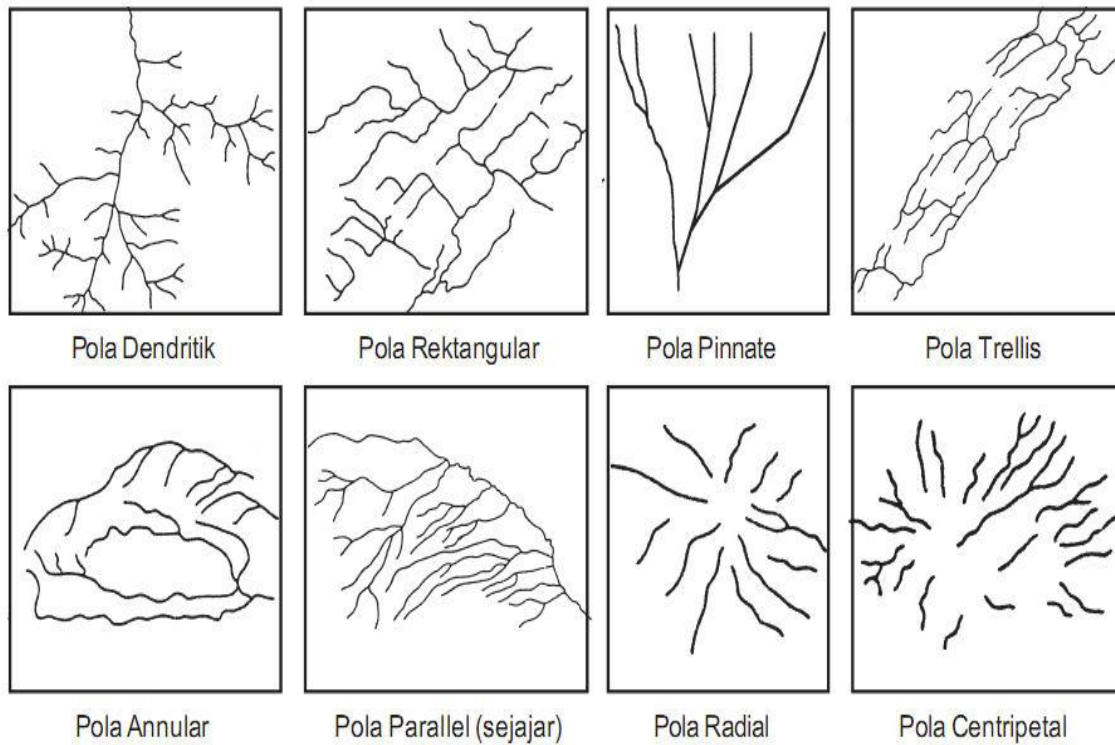 Pola Dendritik
Pola Rektangular
Pola Pinnate
Pola Trellis
Pola Annular
Pola Parallel (sejajar)
Pola Radial
Pola Centripetal